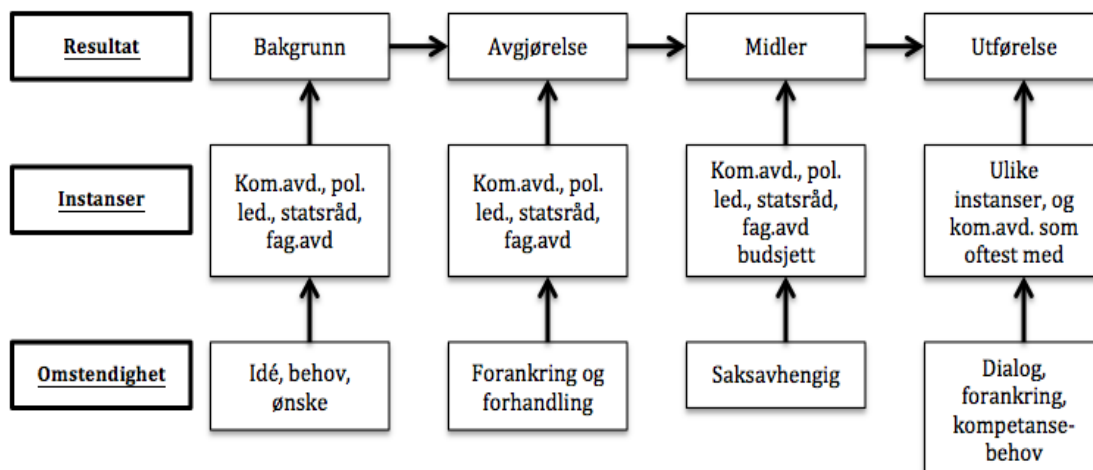 Resultat
Bakgrunn
Avgjørelse
Midler
Utførelse
Instanser
Kom.avd., pol.
led., statsråd,
fag.avd
Kom.avd., pol.
led., statsråd,
fag.avd
Kom.avd., pol.
led., statsråd,
fag.avd
budsjett
Ulike
instanser, og
kom.avd. som
oftest med
Omstendighet
Idé, behov,
ønske
Forankring og
forhandling
Saksavhengig
Dialog,
forankring,
kompetanse-
behov